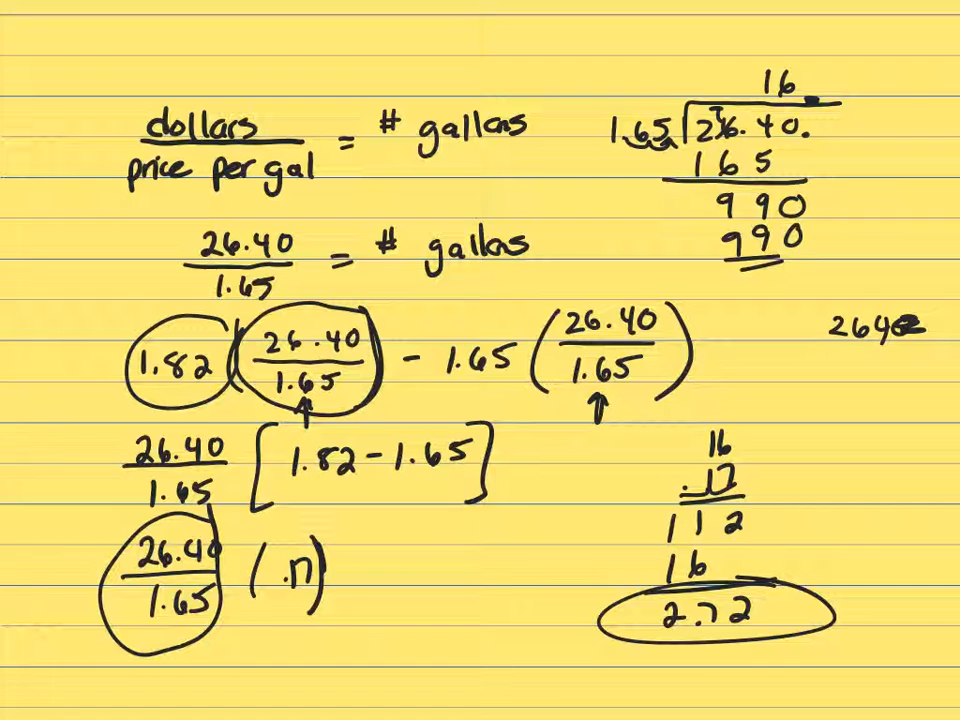 dollars / price per gal = # gallons
26.40 / 1.65 = # gallons
1.82 (26.40 / 1.65) - 1.65 (26.40 / 1.65)
26.40 / 1.65 [1.82 - 1.65]
26.40 / 1.65 (.17)
16.
1.65 26.40.
165
990
990
2640
16
.17
112
16
2.72